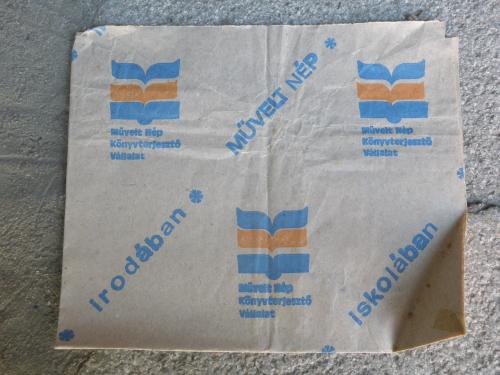 Művelt Nép
Könyvterjesztő
Vállalat
MŰVELT NÉP
Művelt Nép
Könyvterjesztő
Vállalat
Irodában
Művelt Nép
Könyvterjesztő
Vállalat
Iskolában